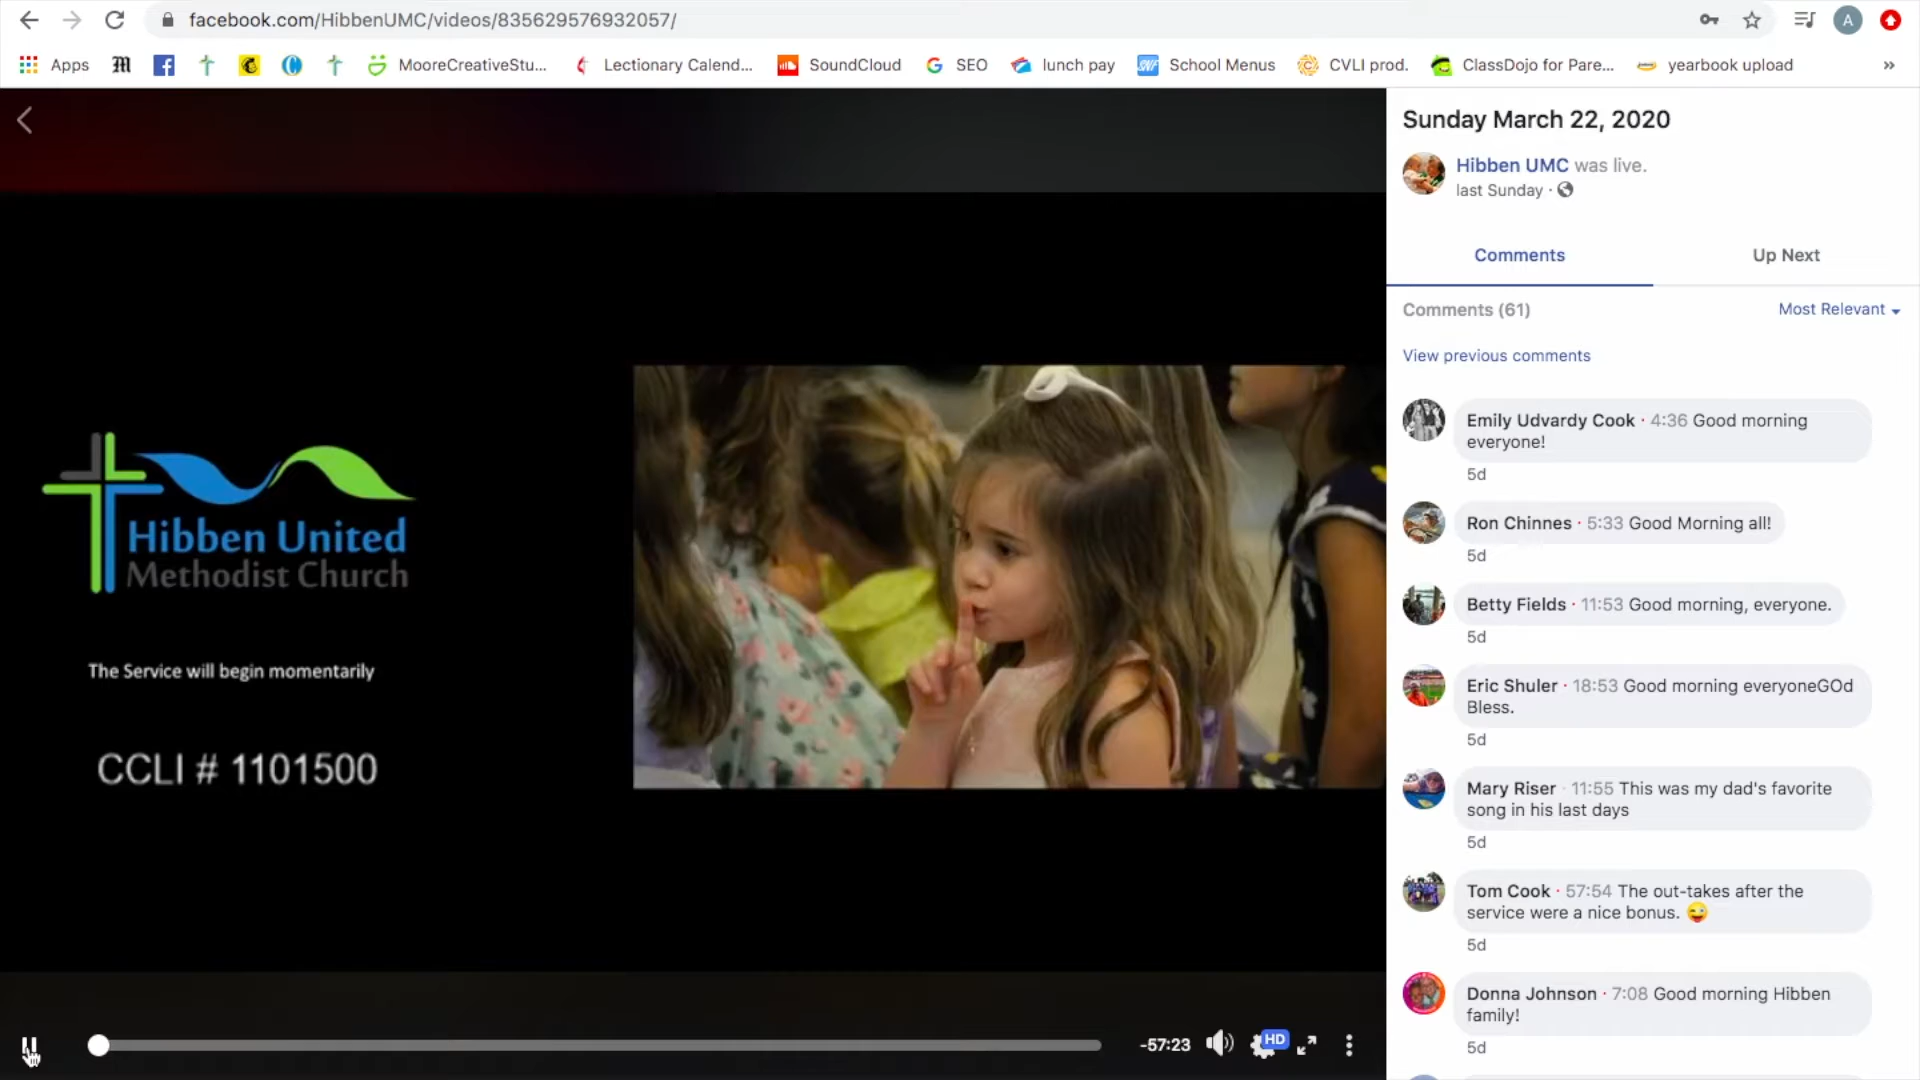 facebook.com/HibbenUMC/videos/835629576932057/
A
Apps
MooreCreativeStu...
Lectionary Calend...
SoundCloud
SEO
lunch pay
School Menus
CVLI prod.
ClassDojo for Pare...
yearbook upload
»
Hibben United
Methodist Church
The Service will begin momentarily
CCLI # 1101500
-57:23
HD
Sunday March 22, 2020
Hibben UMC was live.
last Sunday ·
Comments
Up Next
Comments (61)
Most Relevant
View previous comments
Emily Udvardy Cook · 4:36 Good morning
everyone!
5d
Ron Chinnes · 5:33 Good Morning all!
5d
Betty Fields · 11:53 Good morning, everyone.
5d
Eric Shuler · 18:53 Good morning everyoneGOd
Bless.
5d
Mary Riser · 11:55 This was my dad's favorite
song in his last days
5d
Tom Cook · 57:54 The out-takes after the
service were a nice bonus. 😜
5d
Donna Johnson · 7:08 Good morning Hibben
family!
5d